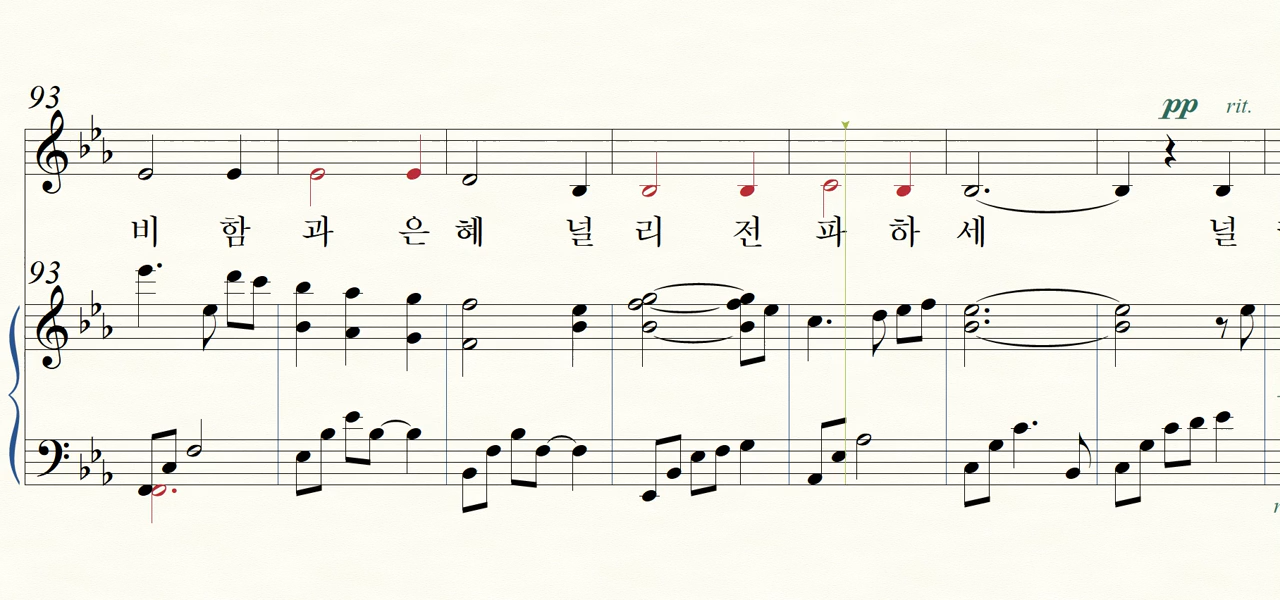 93
pp rit.
비 함 과 은 혜 널 리 전 파 하 세 널
93